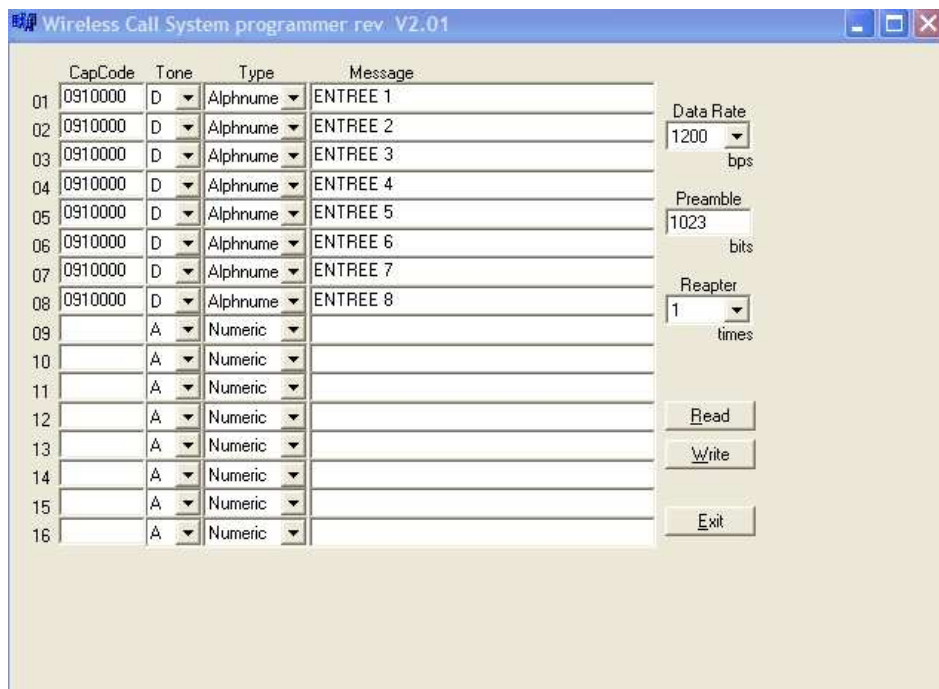 Wireless Call System programmer rev V2.01
CapCode Tone Type Message
01 0910000 D Alphnume ENTREE 1
02 0910000 D Alphnume ENTREE 2
03 0910000 D Alphnume ENTREE 3
04 0910000 D Alphnume ENTREE 4
05 0910000 D Alphnume ENTREE 5
06 0910000 D Alphnume ENTREE 6
07 0910000 D Alphnume ENTREE 7
08 0910000 D Alphnume ENTREE 8
09 A Numeric
10 A Numeric
11 A Numeric
12 A Numeric
13 A Numeric
14 A Numeric
15 A Numeric
16 A Numeric
Data Rate
1200
bps
Preamble
1023
bits
Reapter
1
times
Read
Write
Exit